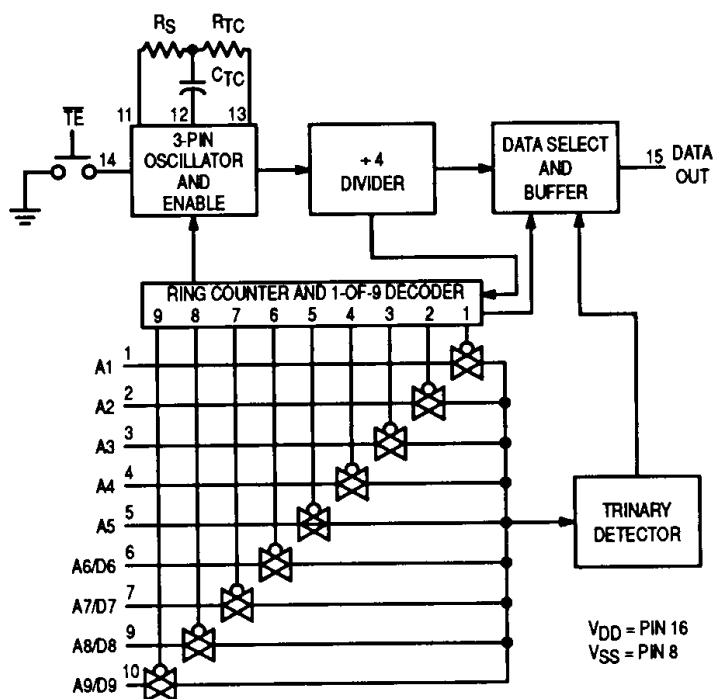 RS RTC
CTC
11 12 13
TE
14
3-PIN
OSCILLATOR
AND
ENABLE
÷ 4
DIVIDER
DATA SELECT
AND
BUFFER
15 DATA
OUT
RING COUNTER AND 1-OF-9 DECODER
9 8 7 6 5 4 3 2 1
A1 1
A2 2
A3 3
A4 4
A5 5
A6/D6 6
A7/D7 7
A8/D8 9
A9/D9 10
TRINARY
DETECTOR
VDD = PIN 16
VSS = PIN 8